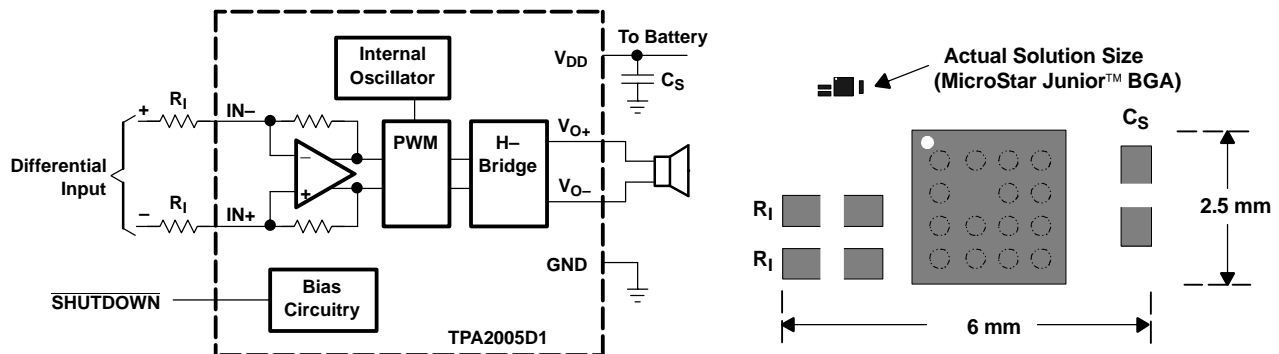 To Battery
Internal
Oscillator
VDD
CS
+
RI
IN−
VO+
PWM
H−
Bridge
−
+
Differential
Input
VO−
RI
−
IN+
GND
SHUTDOWN
Bias
Circuitry
TPA2005D1
Actual Solution Size
(MicroStar Junior™ BGA)
CS
RI
RI
2.5 mm
6 mm